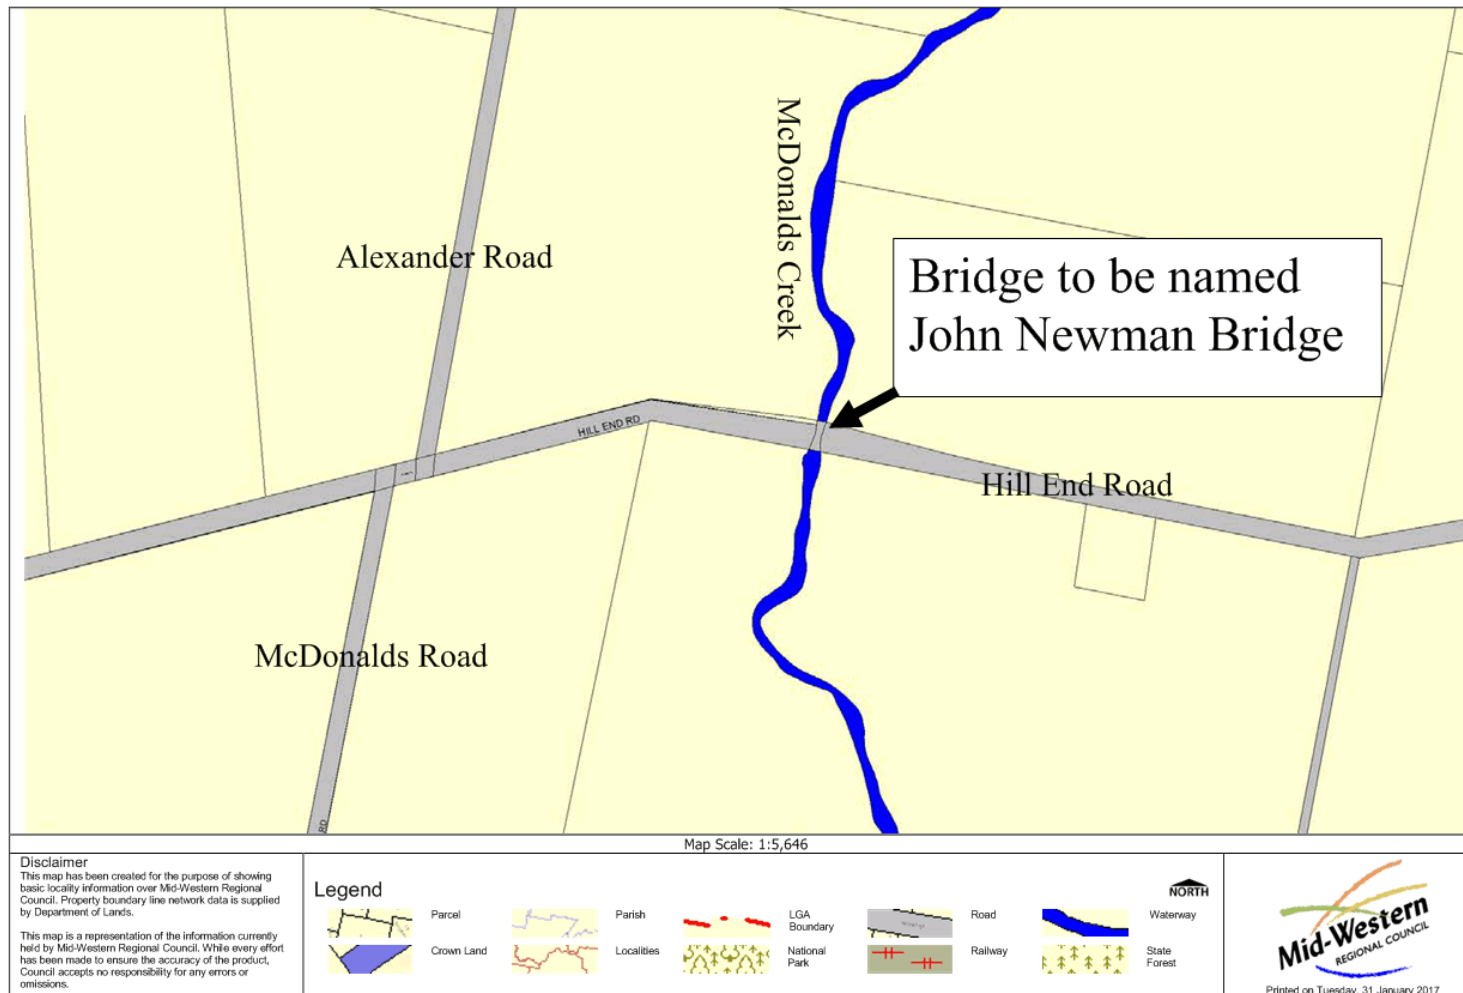 McDonalds Creek
Alexander Road
Bridge to be named
John Newman Bridge
HILL END RD
Hill End Road
McDonalds Road
RD
Map Scale: 1:5,646
Disclaimer
This map has been created for the purpose of showing
basic locality information over Mid-Western Regional
Council. Property boundary line network data is supplied
by Department of Lands.
This map is a representation of the information currently
held by Mid-Western Regional Council. While every effort
has been made to ensure the accuracy of the product,
Council accepts no responsibility for any errors or
omissions.
Legend
NORTH
Parcel
Parish
LGA
Boundary
Road
Waterway
Crown Land
Localities
National
Park
Railway
State
Forest
Mid-Western
REGIONAL COUNCIL
Printed on Tuesday, 31 January 2017